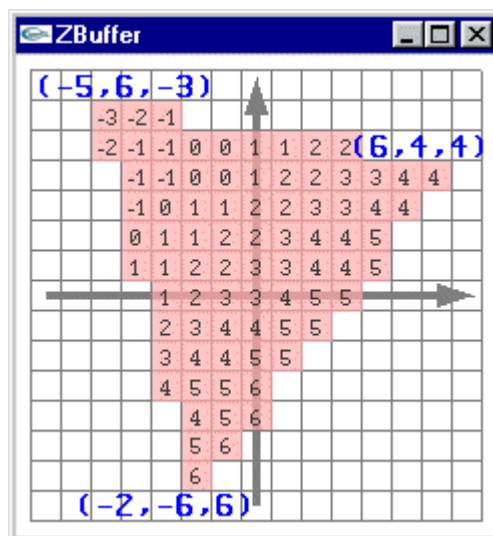 ZBuffer
(-5,6,-3)
-3 -2 -1
-2 -1 -1 0 0 1 1 2 2 (6,4,4)
-1 -1 0 0 1 2 2 3 3 4 4
-1 0 1 1 2 2 3 3 4 4
0 1 1 2 2 3 4 4 5
1 1 2 2 3 3 4 4 5
1 2 3 3 4 5 5
2 3 4 4 5 5
3 4 4 5 5
4 5 5 6
4 5 6
5 6
6
(-2,-6,6)